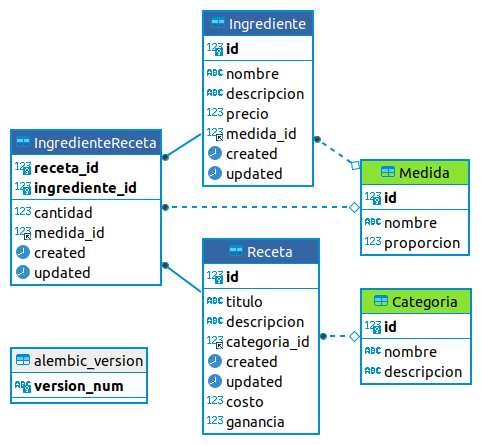 Ingrediente
123 id
ABC nombre
ABC descripcion
123 precio
123 medida_id
created
updated
IngredienteReceta
123 receta_id
123 ingrediente_id
123 cantidad
123 medida_id
created
updated
Medida
123 id
ABC nombre
123 proporcion
Receta
123 id
ABC titulo
ABC descripcion
123 categoria_id
created
updated
123 costo
123 ganancia
Categoria
123 id
ABC nombre
ABC descripcion
alembic_version
ABC version_num